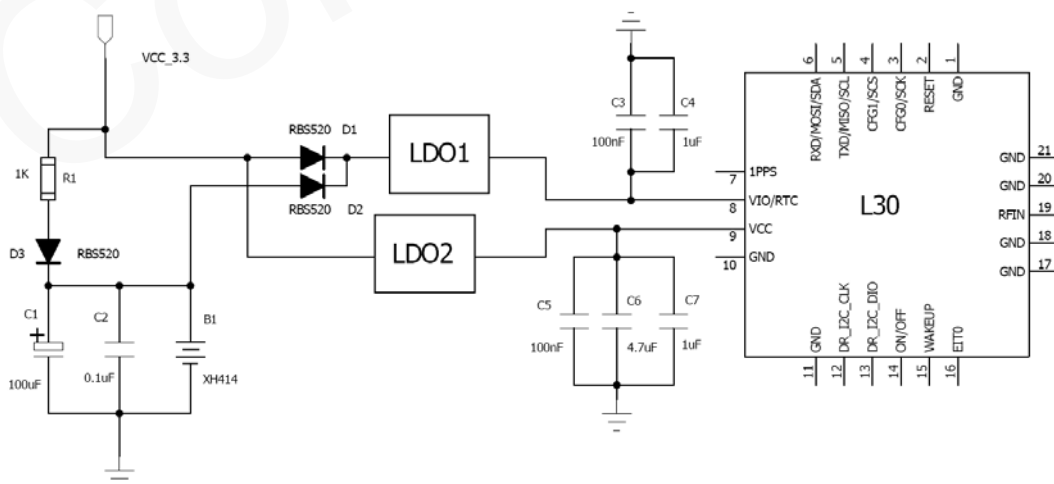 VCC_3.3
1K
R1
D3
RBS520
C1
+
100uF
C2
0.1uF
B1
XH414
RBS520 D1
RBS520 D2
LDO1
LDO2
C3
100nF
C4
1uF
C5
100nF
C6
4.7uF
C7
1uF
L30
6
5
4
3
2
1
RXD/MOSI/SDA
TXD/MISO/SCL
CFG1/SCS
CFG0/SCK
RESET
GND
1PPS
7
VIO/RTC
8
VCC
9
GND
10
GND
21
GND
20
RFIN
19
GND
18
GND
17
GND
DR_I2C_CLK
DR_I2C_DIO
ON/OFF
WAKEUP
EIT0
11
12
13
14
15
16